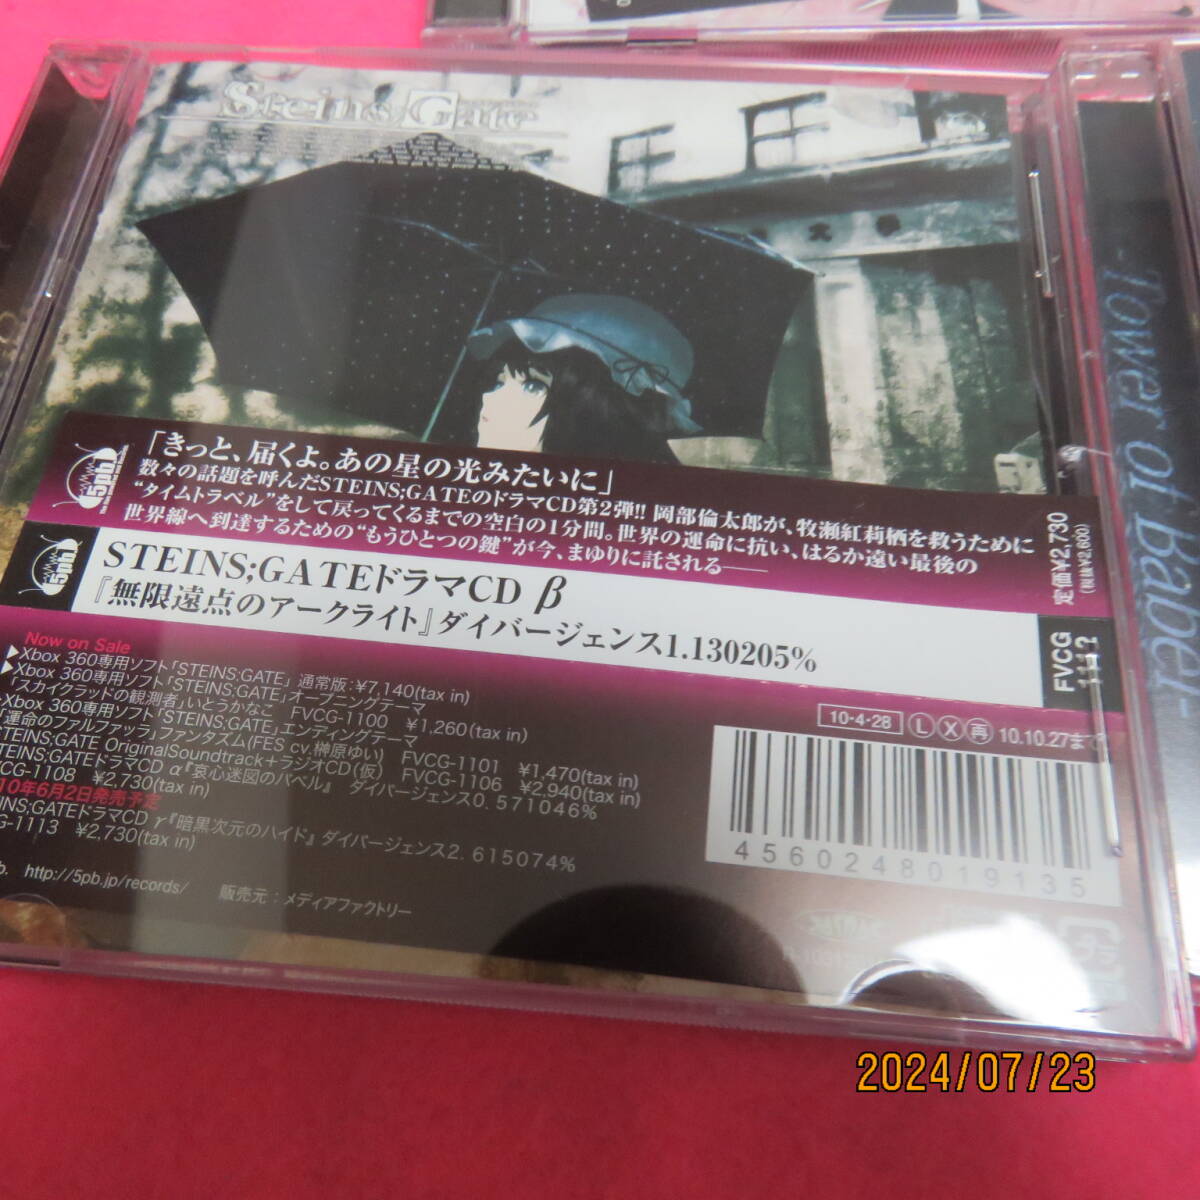 Steins;Gate
「きっと、届くよ。あの星の光みたいに」
数々の話題を呼んだSTEINS;GATEのドラマCD第2弾!! 岡部倫太郎が、牧瀬紅莉栖を救うために
“タイムトラベル”をして戻ってくるまでの空白の1分間。世界の運命に抗い、はるか遠い最後の
世界線へ到達するための“もうひとつの鍵”が今、まゆりに託される――
定価¥2,730
(税抜¥2,600)
5pb.
5pb.
STEINS;GATEドラマCD β
『無限遠点のアークライト』ダイバージェンス1.130205%
FVCG
Now on Sale
▶Xbox 360専用ソフト「STEINS;GATE」 通常版:¥7,140(tax in)
▶Xbox 360専用ソフト「STEINS;GATE」オープニングテーマ
「スカイクラッドの観測者」いとうかなこ FVCG-1100 ¥1,260(tax in)
Xbox 360専用ソフト「STEINS;GATE」エンディングテーマ
「運命のファルファッラ」ファンタズム(FES cv.榊原ゆい) FVCG-1101 ¥1,470(tax in)
STEINS;GATE OriginalSoundtrack+ラジオCD(仮) FVCG-1106 ¥2,940(tax in)
TEINS;GATEドラマCD α『哀心迷図のバベル』 ダイバージェンス0.571046%
CG-1108 ¥2,730(tax in)
10年6月2日発売予定
INS;GATEドラマCD γ『暗黒次元のハイド』ダイバージェンス2.615074%
G-1113 ¥2,730(tax in)
b. http://5pb.jp/records/ 販売元:メディアファクトリー
10-4-28 L X 再 10.10.27まで
4560248019135
JASRAC
-Tower of babel-
2024/07/23